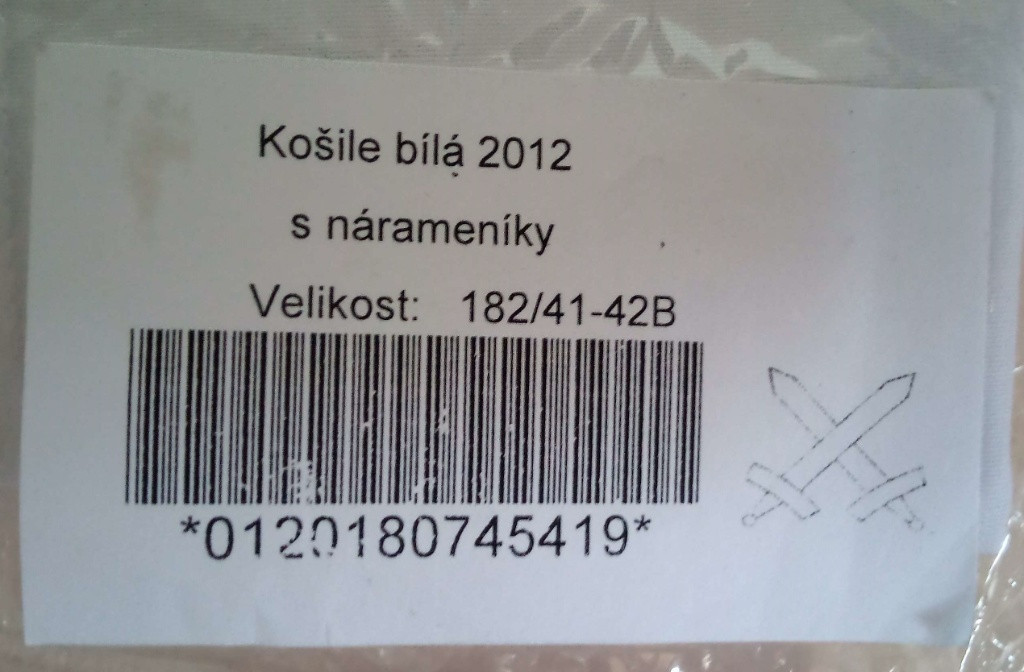 Košile bílá 2012
s nárameníky
Velikost: 182/41-42B
*0120180745419*